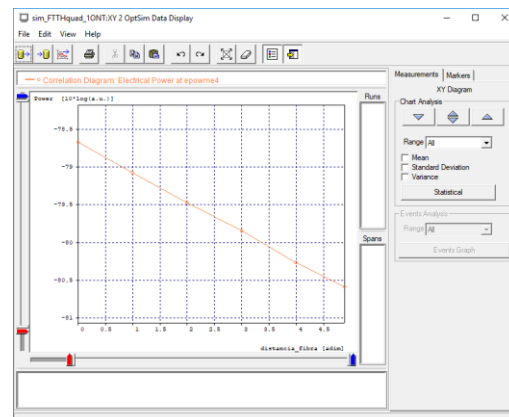 sim_FTTHquad_1ONT:XY 2 OptSim Data Display
File Edit View Help
Correlation Diagram: Electrical Power at epowme4
Power [10*log(a.u.)]
-78.5
-79
-79.5
-80
-80.5
-81
0 0.5 1 1.5 2 2.5 3 3.5 4 4.5
distancia_fibra [adim]
Runs
Spans
Measurements Markers
XY Diagram
Chart Analysis
Range All
Mean
Standard Deviation
Variance
Statistical
Events Analysis
Range All
Events Graph